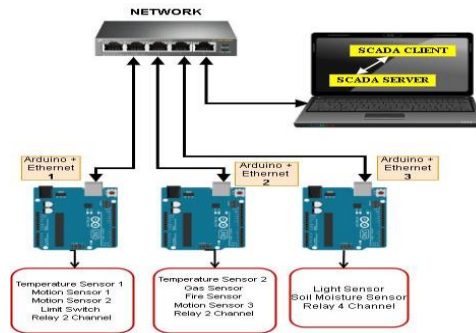 NETWORK
SCADA CLIENT
SCADA SERVER
Arduino +
Ethernet
1
Arduino +
Ethernet
2
Arduino +
Ethernet
3
Temperature Sensor 1
Motion Sensor 1
Motion Sensor 2
Limit Switch
Relay 2 Channel
Temperature Sensor 2
Gas Sensor
Fire Sensor
Motion Sensor 3
Relay 2 Channel
Light Sensor
Soil Moisture Sensor
Relay 4 Channel